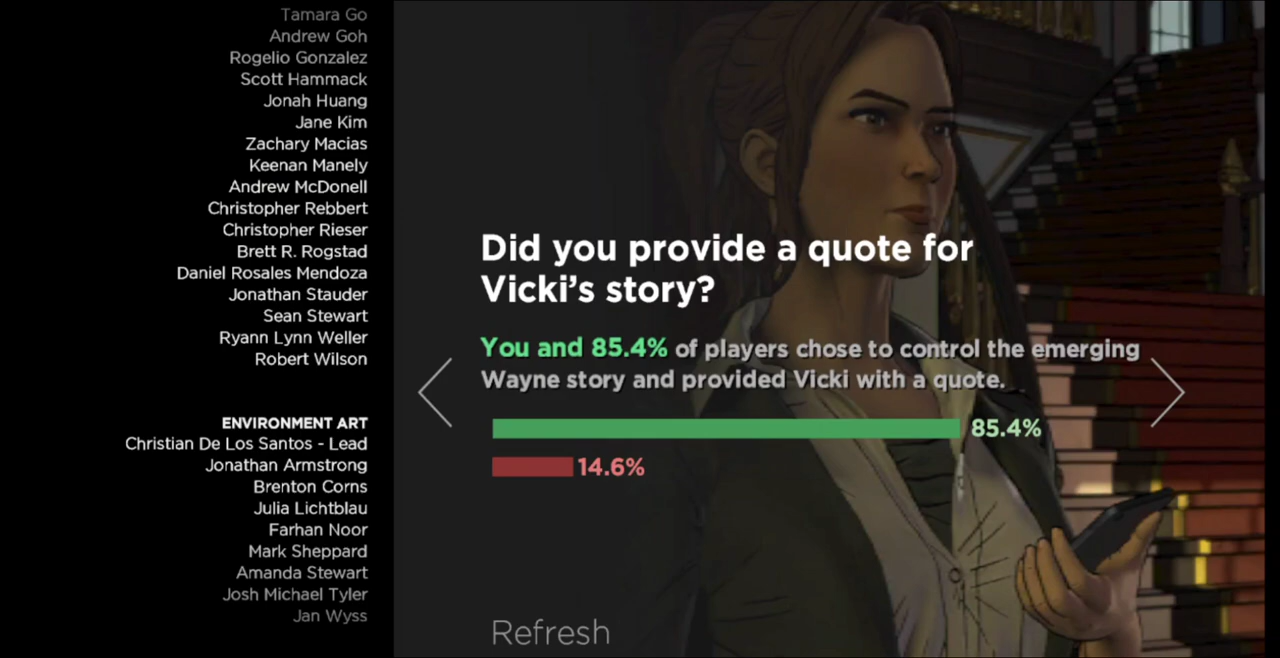 Tamara Go
Andrew Goh
Rogelio Gonzalez
Scott Hammack
Jonah Huang
Jane Kim
Zachary Macias
Keenan Manely
Andrew McDonell
Christopher Rebbert
Christopher Rieser
Brett R. Rogstad
Daniel Rosales Mendoza
Jonathan Stauder
Sean Stewart
Ryann Lynn Weller
Robert Wilson
ENVIRONMENT ART
Christian De Los Santos - Lead
Jonathan Armstrong
Brenton Corns
Julia Lichtblau
Farhan Noor
Mark Sheppard
Amanda Stewart
Josh Michael Tyler
Jan Wyss
Did you provide a quote for
Vicki's story?
You and 85.4% of players chose to control the emerging
Wayne story and provided Vicki with a quote.
85.4%
14.6%
Refresh